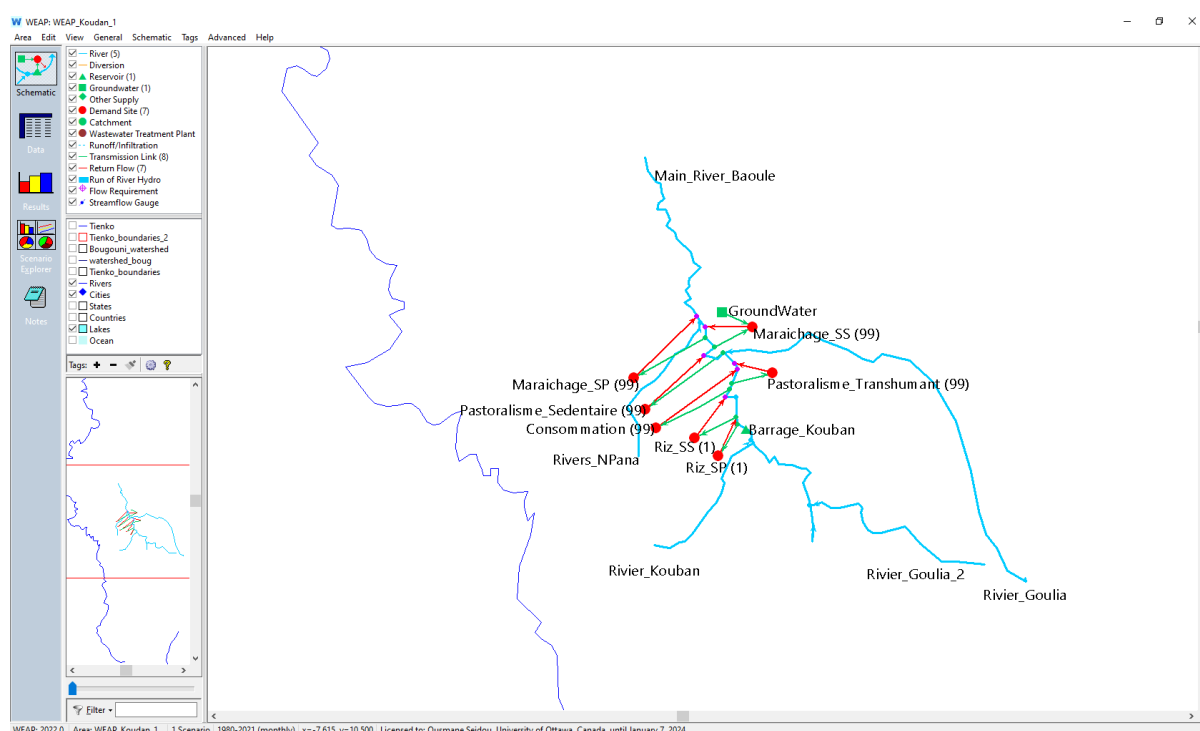 WEAP: WEAP_Koudan_1
Area Edit View General Schematic Tags Advanced Help
Schematic
Data
Results
Scenario Explorer
Notes
River (5)
Diversion
Reservoir (1)
Groundwater (1)
Other Supply
Demand Site (7)
Catchment
Wastewater Treatment Plant
Runoff/Infiltration
Transmission Link (8)
Return Flow (7)
Run of River Hydro
Flow Requirement
Streamflow Gauge
Tienko
Tienko_boundaries_2
Bougouni_watershed
watershed_boug
Tienko_boundaries
Rivers
Cities
States
Countries
Lakes
Ocean
Tags:
Filter
Main_River_Baoule
GroundWater
Maraichage_SS (99)
Maraichage_SP (99)
Pastoralisme_Transhumant (99)
Pastoralisme_Sedentaire (99)
Consommation (99)
Barrage_Kouban
Riz_SS (1)
Rivers_NPana
Riz_SP (1)
Rivier_Kouban
Rivier_Goulia_2
Rivier_Goulia
WEAP: 2022.0 Area: WEAP_Koudan_1 1 Scenario 1980-2021 (monthly) x=-7.615, y=10.500 Licensed to: Ousmane Seidou, University of Ottawa, Canada, until January 7, 2024